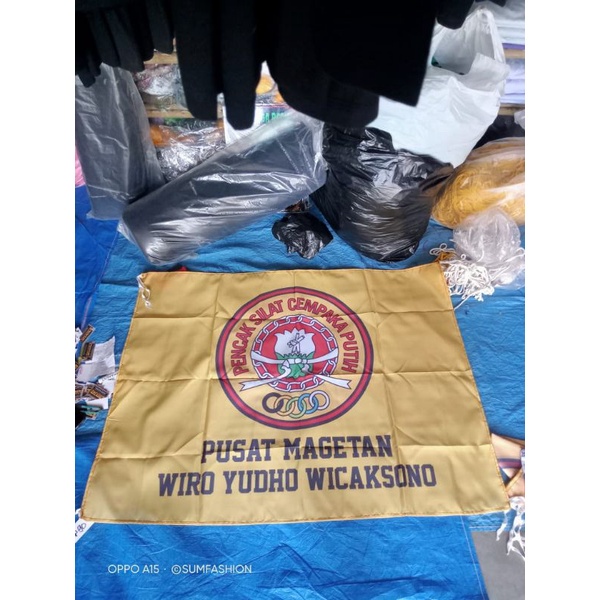 PENCAK SILAT CEMPAKA PUTIH
PUSAT MAGETAN
WIRO YUDHO WICAKSONO
OPPO A15 · ©SUMFASHION